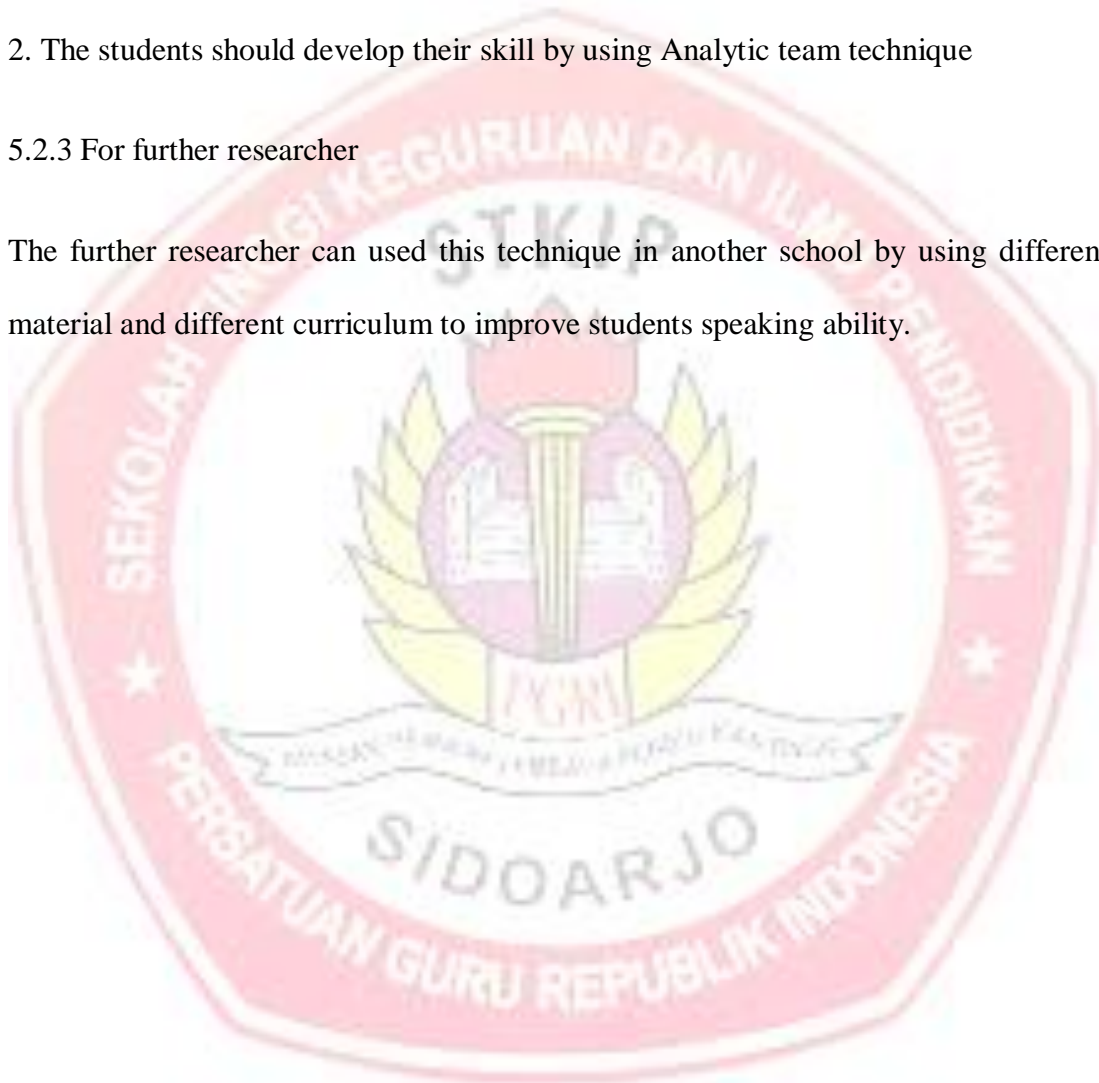 2. The students should develop their skill by using Analytic team technique
5.2.3 For further researcher
The further researcher can used this technique in another school by using differen
material and different curriculum to improve students speaking ability.
SEKOLAH TINGGI KEGURUAN DAN ILMU PENDIDIKAN
STKIP
PGRI
SIDOARJO
PERSATUAN GURU REPUBLIK INDONESIA